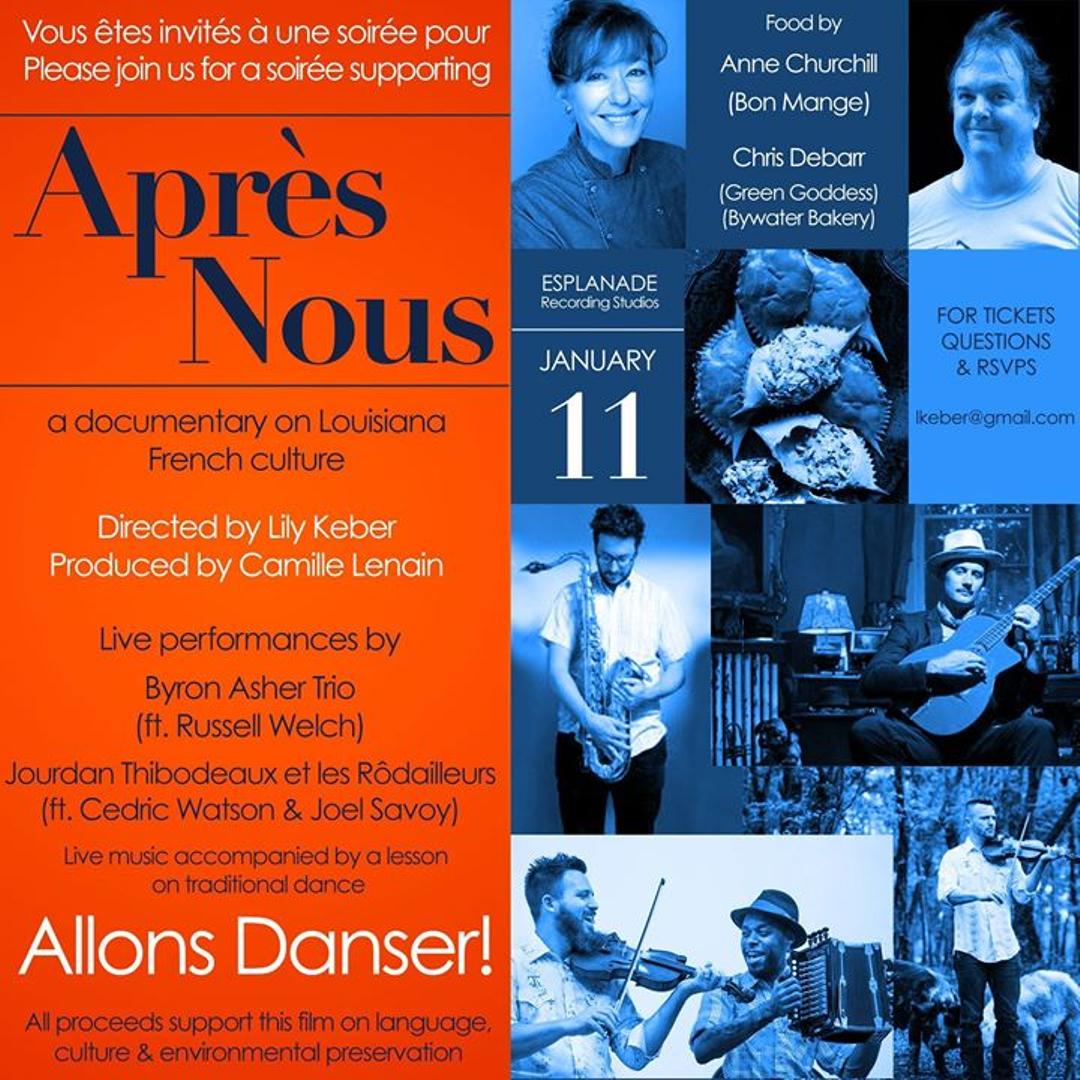 Vous êtes invités à une soirée pour
Please join us for a soirée supporting
Après
Nous
a documentary on Louisiana
French culture
Directed by Lily Keber
Produced by Camille Lenain
Live performances by
Byron Asher Trio
(ft. Russell Welch)
Jourdan Thibodeaux et les Rôdailleurs
(ft. Cedric Watson & Joel Savoy)
Live music accompanied by a lesson
on traditional dance
Allons Danser!
All proceeds support this film on language,
culture & environmental preservation
Food by
Anne Churchill
(Bon Mange)
Chris Debarr
(Green Goddess)
(Bywater Bakery)
ESPLANADE
Recording Studios
JANUARY
11
FOR TICKETS
QUESTIONS
& RSVPS
lkeber@gmail.com